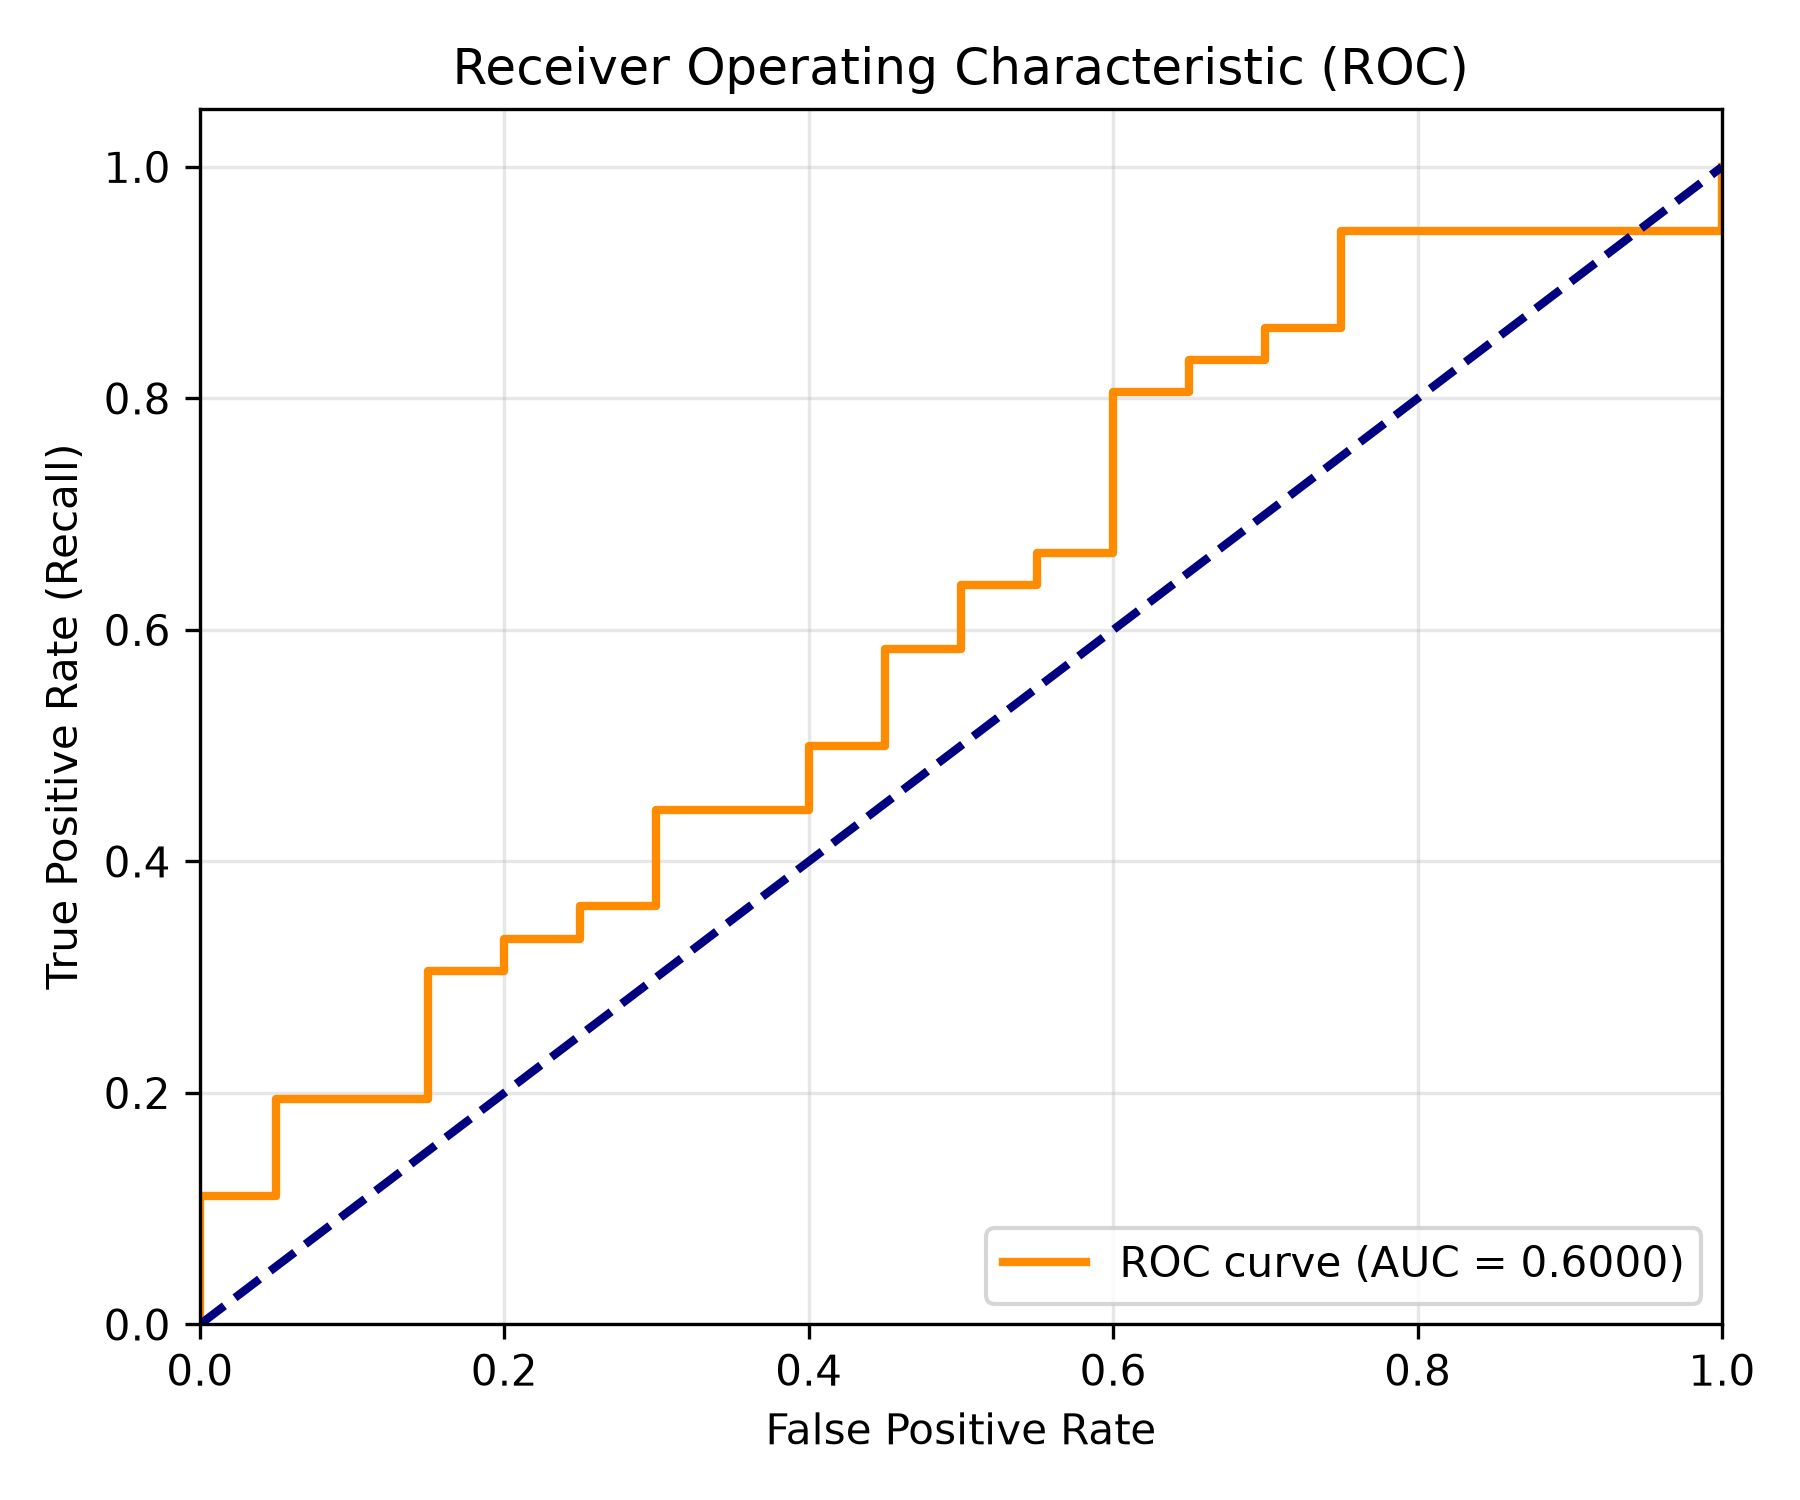 Receiver Operating Characteristic (ROC)
1.0
0.8
0.6
0.4
0.2
0.0
True Positive Rate (Recall)
ROC curve (AUC = 0.6000)
0.0 0.2 0.4 0.6 0.8 1.0
False Positive Rate